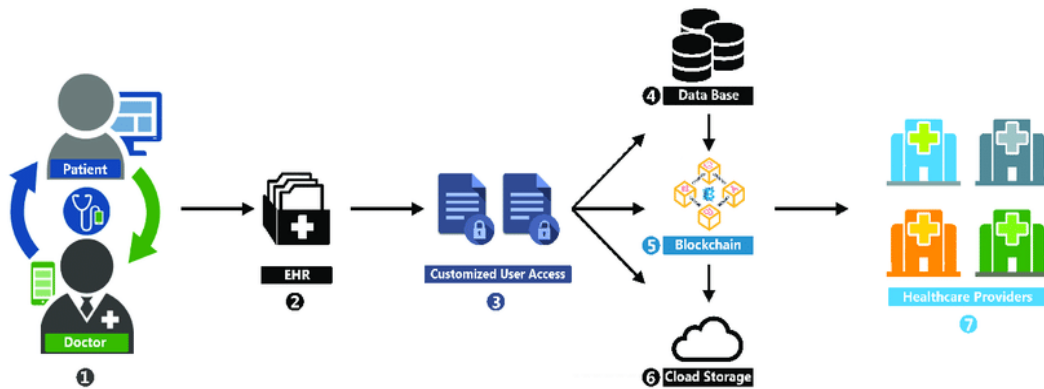 Patient
Doctor
1
EHR
2
Customized User Access
3
4 Data Base
5 Blockchain
6 Cload Storage
Healthcare Providers
7